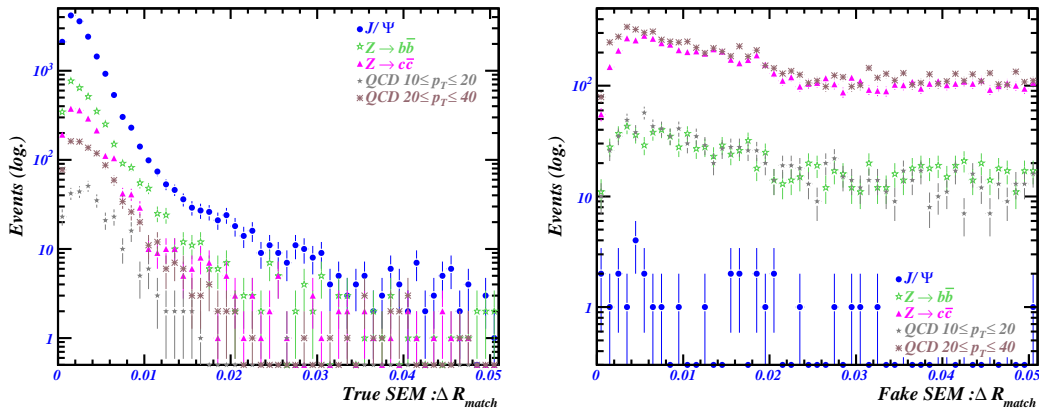 Events (log.)
10³
10²
10
1
0 0.01 0.02 0.03 0.04 0.05
True SEM :Δ R_match
J/Ψ
Z → bb̅
Z → cc̅
QCD 10≤ p_T ≤ 20
QCD 20≤ p_T ≤ 40
Events (log.)
10²
10
1
0 0.01 0.02 0.03 0.04 0.05
Fake SEM :Δ R_match
J/Ψ
Z → bb̅
Z → cc̅
QCD 10≤ p_T ≤ 20
QCD 20≤ p_T ≤ 40